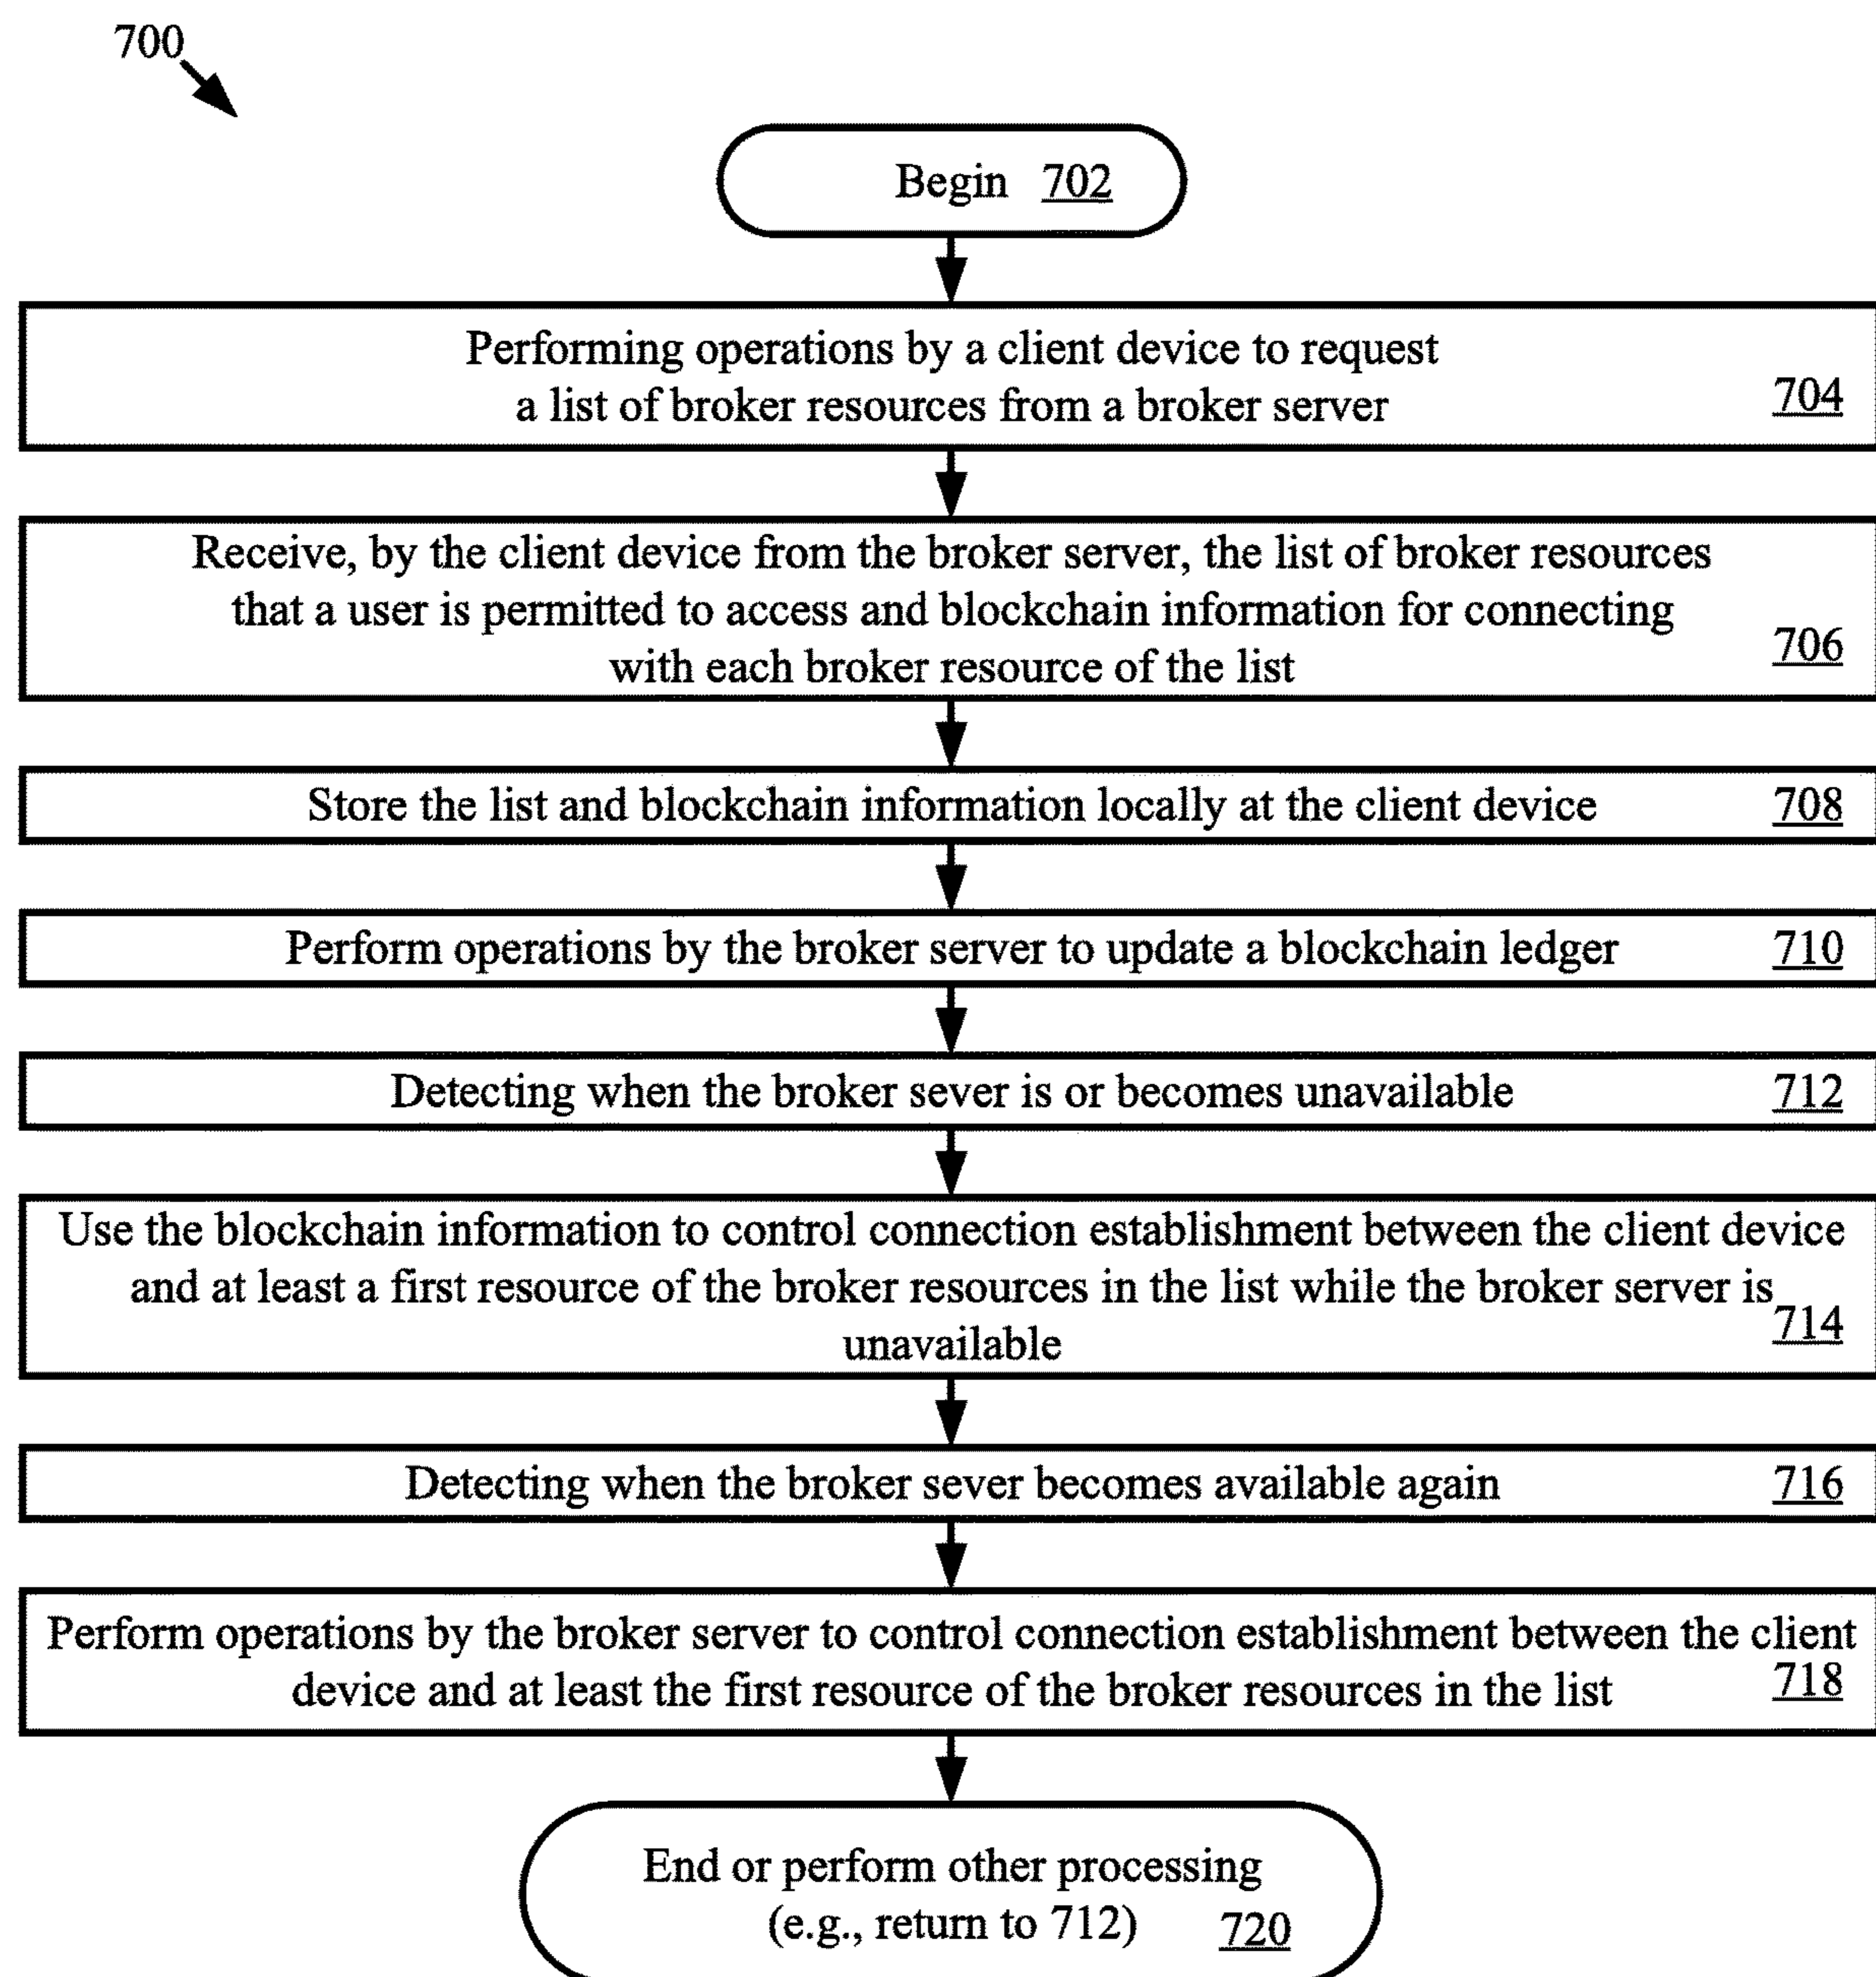 700
Begin 702
Performing operations by a client device to request
a list of broker resources from a broker server 704
Receive, by the client device from the broker server, the list of broker resources
that a user is permitted to access and blockchain information for connecting
with each broker resource of the list 706
Store the list and blockchain information locally at the client device 708
Perform operations by the broker server to update a blockchain ledger 710
Detecting when the broker sever is or becomes unavailable 712
Use the blockchain information to control connection establishment between the client device
and at least a first resource of the broker resources in the list while the broker server is
unavailable 714
Detecting when the broker sever becomes available again 716
Perform operations by the broker server to control connection establishment between the client
device and at least the first resource of the broker resources in the list 718
End or perform other processing
(e.g., return to 712) 720